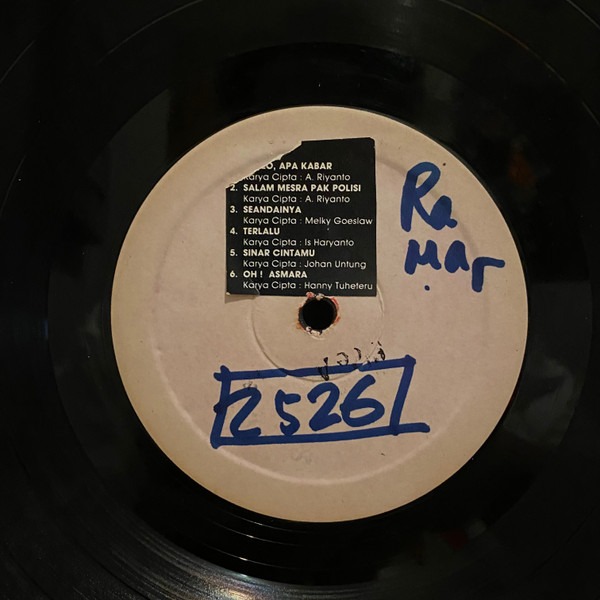 O, APA KABAR
Karya Cipta : A. Riyanto
2. SALAM MESRA PAK POLISI
Karya Cipta : A. Riyanto
3. SEANDAINYA
Karya Cipta : Melky Goeslaw
4. TERLALU
Karya Cipta : Is Haryanto
5. SINAR CINTAMU
Karya Cipta : Johan Untung
6. OH ! ASMARA
Karya Cipta : Hanny Tuheteru
Ra
mar
2526